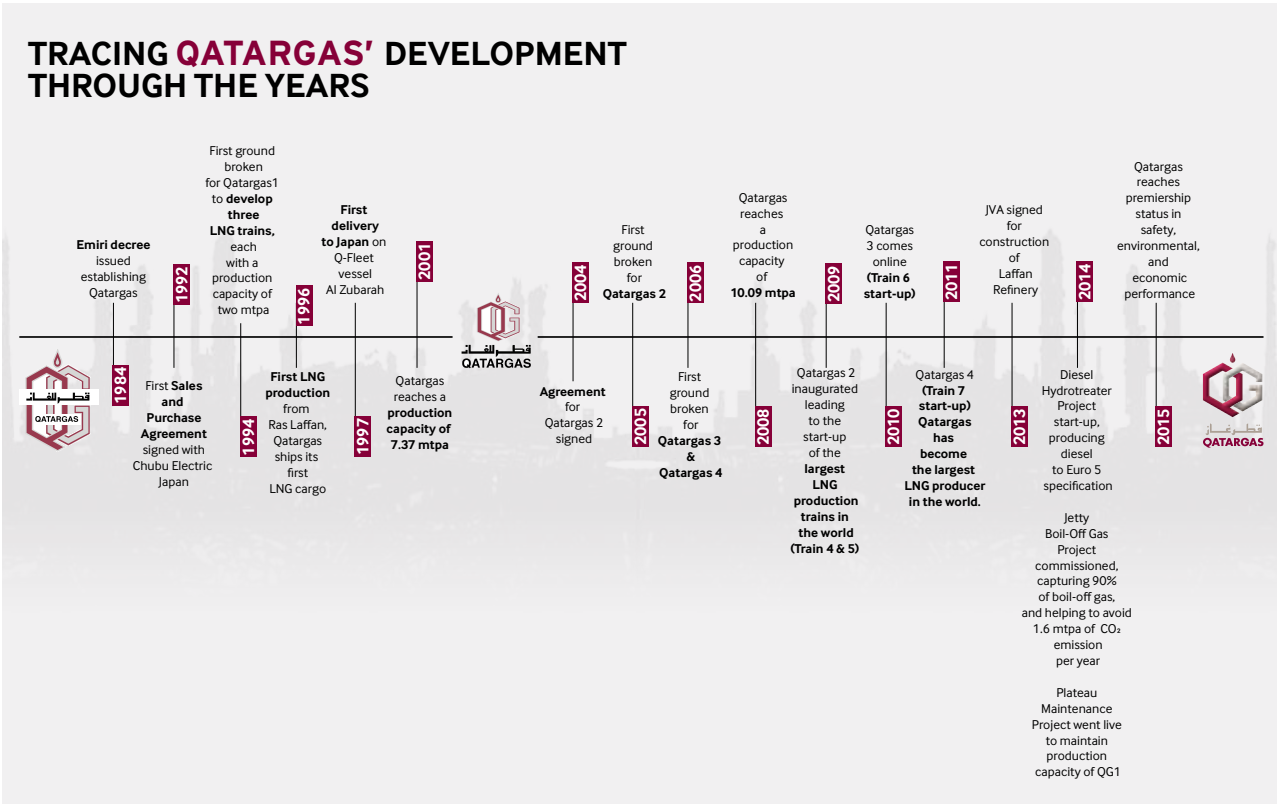 TRACING QATARGAS' DEVELOPMENT
THROUGH THE YEARS
قطر للغاز
QATARGAS
Emiri decree
issued
establishing
Qatargas
1984
1992
First Sales
and
Purchase
Agreement
signed with
Chubu Electric
Japan
First ground
broken
for Qatargas1
to develop
three
LNG trains,
each
with a
production
capacity of
two mtpa
1994
1996
First LNG
production
from
Ras Laffan,
Qatargas
ships its
first
LNG cargo
First
delivery
to Japan on
Q-Fleet
vessel
Al Zubarah
1997
2001
Qatargas
reaches a
production
capacity of
7.37 mtpa
قطر للغاز
QATARGAS
2004
Agreement
for
Qatargas 2
signed
First
ground
broken
for
Qatargas 2
2005
2006
First
ground
broken
for
Qatargas 3
&
Qatargas 4
Qatargas
reaches
a
production
capacity
of
10.09 mtpa
2008
2009
Qatargas 2
inaugurated
leading
to the
start-up
of the
largest
LNG
production
trains in
the world
(Train 4 & 5)
Qatargas
3 comes
online
(Train 6
start-up)
2010
2011
Qatargas 4
(Train 7
start-up)
Qatargas
has
become
the largest
LNG producer
in the world.
JVA signed
for
construction
of
Laffan
Refinery
2013
2014
Diesel
Hydrotreater
Project
start-up,
producing
diesel
to Euro 5
specification
Jetty
Boil-Off Gas
Project
commissioned,
capturing 90%
of boil-off gas,
and helping to avoid
1.6 mtpa of CO₂
emission
per year
Plateau
Maintenance
Project went live
to maintain
production
capacity of QG1
Qatargas
reaches
premiership
status in
safety,
environmental,
and
economic
performance
2015
قطر غاز
QATARGAS